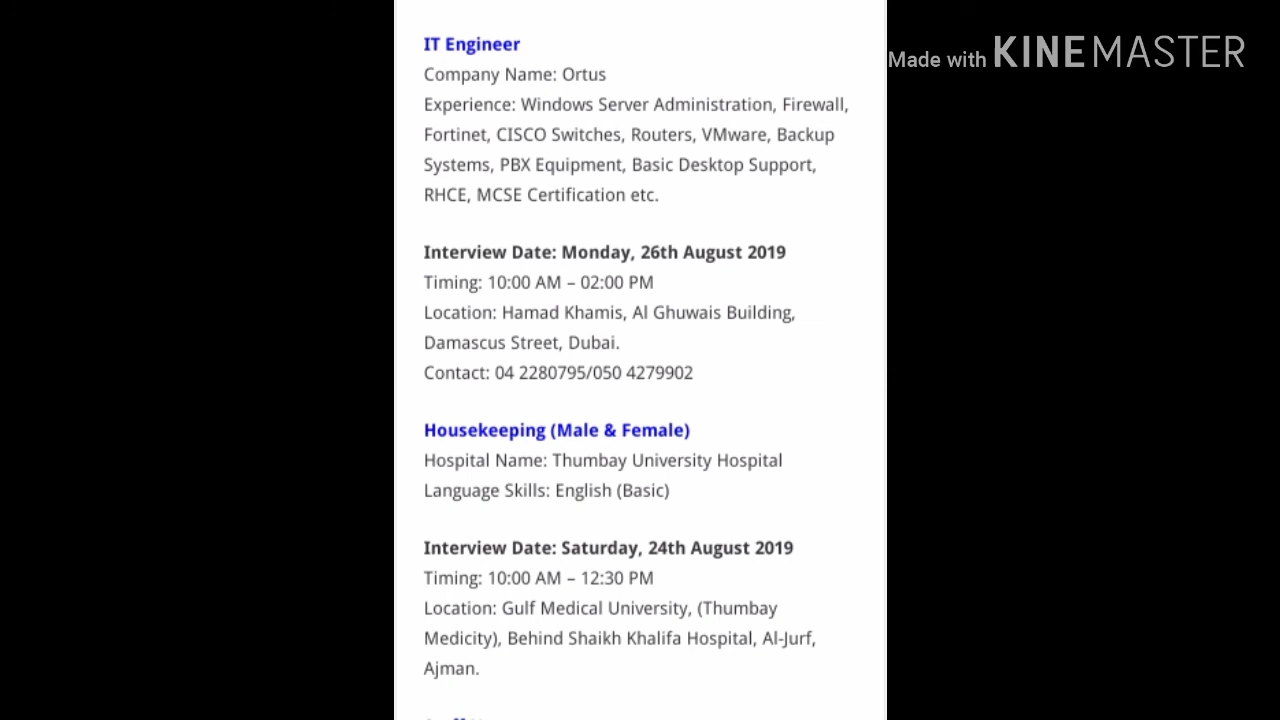 IT Engineer
Company Name: Ortus
Experience: Windows Server Administration, Firewall,
Fortinet, CISCO Switches, Routers, VMware, Backup
Systems, PBX Equipment, Basic Desktop Support,
RHCE, MCSE Certification etc.
Interview Date: Monday, 26th August 2019
Timing: 10:00 AM – 02:00 PM
Location: Hamad Khamis, Al Ghuwais Building,
Damascus Street, Dubai.
Contact: 04 2280795/050 4279902
Housekeeping (Male & Female)
Hospital Name: Thumbay University Hospital
Language Skills: English (Basic)
Interview Date: Saturday, 24th August 2019
Timing: 10:00 AM – 12:30 PM
Location: Gulf Medical University, (Thumbay
Medicity), Behind Shaikh Khalifa Hospital, Al-Jurf,
Ajman.
Made with KINEMASTER